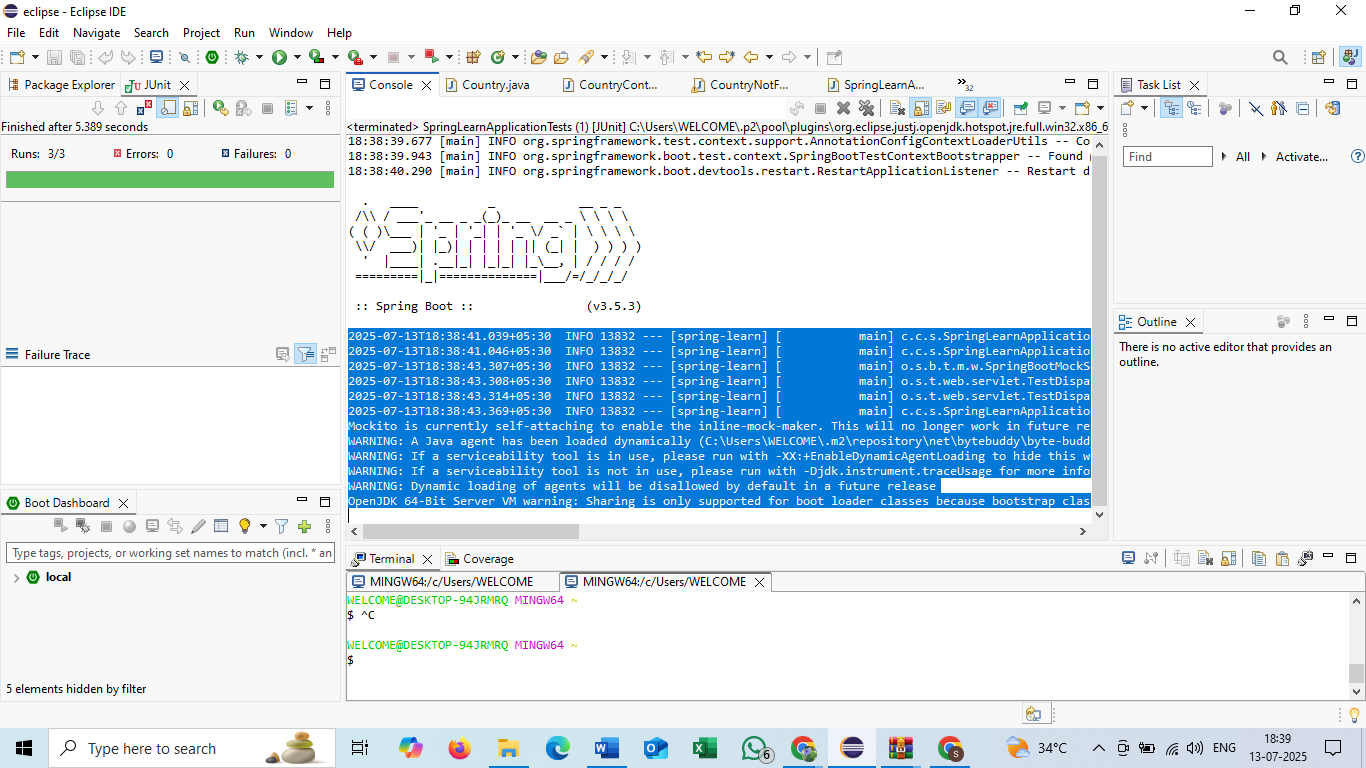 eclipse - Eclipse IDE
File Edit Navigate Search Project Run Window Help
Package Explorer
JUnit
Finished after 5.389 seconds
Runs: 3/3
Errors: 0
Failures: 0
Failure Trace
Boot Dashboard
Type tags, projects, or working set names to match (incl. * an
local
5 elements hidden by filter
Console
Country.java
CountryCont...
CountryNotF...
SpringLearnA...
32
<terminated> SpringLearnApplicationTests (1) [JUnit] C:\Users\WELCOME\.p2\pool\plugins\org.eclipse.justj.openjdk.hotspot.jre.full.win32.x86_6
18:38:39.677 [main] INFO org.springframework.test.context.support.AnnotationConfigContextLoaderUtils -- Co
18:38:39.943 [main] INFO org.springframework.boot.test.context.SpringBootTestContextBootstrapper -- Found
18:38:40.290 [main] INFO org.springframework.boot.devtools.restart.RestartApplicationListener -- Restart d
:: Spring Boot :: (v3.5.3)
2025-07-13T18:38:41.039+05:30 INFO 13832 --- [spring-learn] [ main] c.c.s.SpringLearnApplicatio
2025-07-13T18:38:41.046+05:30 INFO 13832 --- [spring-learn] [ main] c.c.s.SpringLearnApplicatio
2025-07-13T18:38:43.307+05:30 INFO 13832 --- [spring-learn] [ main] o.s.b.t.m.w.SpringBootMockS
2025-07-13T18:38:43.308+05:30 INFO 13832 --- [spring-learn] [ main] o.s.t.web.servlet.TestDispa
2025-07-13T18:38:43.314+05:30 INFO 13832 --- [spring-learn] [ main] o.s.t.web.servlet.TestDispa
2025-07-13T18:38:43.369+05:30 INFO 13832 --- [spring-learn] [ main] c.c.s.SpringLearnApplicatio
Mockito is currently self-attaching to enable the inline-mock-maker. This will no longer work in future re
WARNING: A Java agent has been loaded dynamically (C:\Users\WELCOME\.m2\repository\net\bytebuddy\byte-budd
WARNING: If a serviceability tool is in use, please run with -XX:+EnableDynamicAgentLoading to hide this w
WARNING: If a serviceability tool is not in use, please run with -Djdk.instrument.traceUsage for more info
WARNING: Dynamic loading of agents will be disallowed by default in a future release
OpenJDK 64-Bit Server VM warning: Sharing is only supported for boot loader classes because bootstrap clas
Terminal
Coverage
MINGW64:/c/Users/WELCOME
MINGW64:/c/Users/WELCOME
WELCOME@DESKTOP-94JRMRQ MINGW64 ~
$ ^C
WELCOME@DESKTOP-94JRMRQ MINGW64 ~
$
Task List
Find
All
Activate...
Outline
There is no active editor that provides an
outline.
Type here to search
6
S
34°C
ENG
18:39
13-07-2025